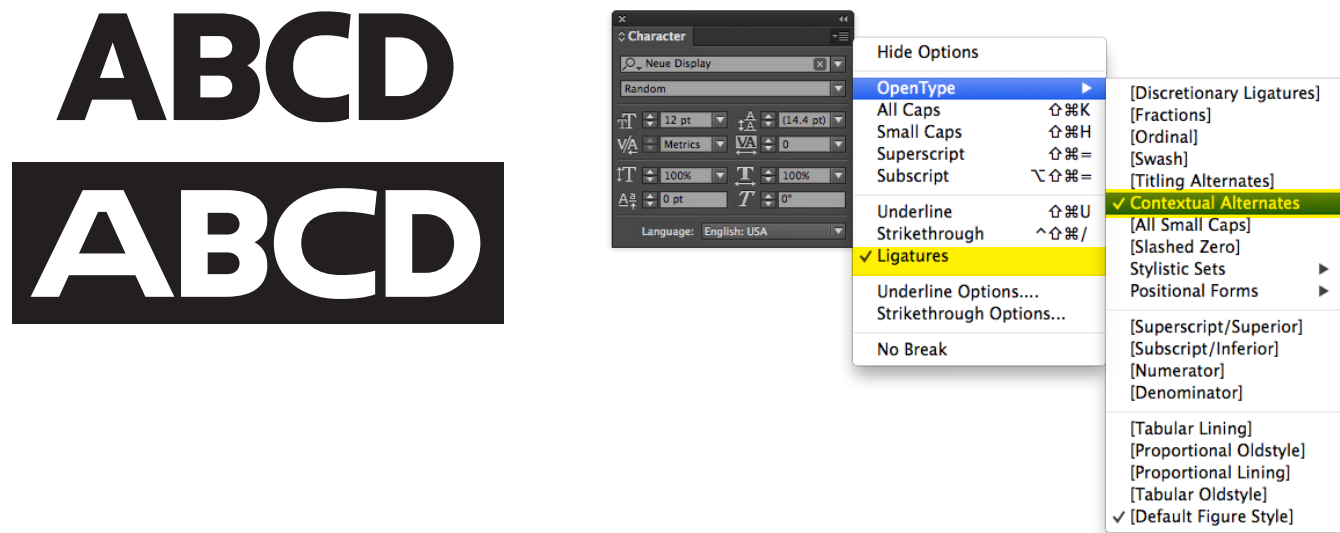 ABCD
ABCD
Character
Neue Display
Random
12 pt
(14.4 pt)
Metrics
0
100%
100%
0 pt
0°
Language: English: USA
Hide Options
OpenType
All Caps ⇧⌘K
Small Caps ⇧⌘H
Superscript ⇧⌘=
Subscript ⌥⇧⌘=
Underline ⇧⌘U
Strikethrough ^⇧⌘/
✓ Ligatures
Underline Options....
Strikethrough Options...
No Break
[Discretionary Ligatures]
[Fractions]
[Ordinal]
[Swash]
[Titling Alternates]
✓ Contextual Alternates
[All Small Caps]
[Slashed Zero]
Stylistic Sets
Positional Forms
[Superscript/Superior]
[Subscript/Inferior]
[Numerator]
[Denominator]
[Tabular Lining]
[Proportional Oldstyle]
[Proportional Lining]
[Tabular Oldstyle]
✓ [Default Figure Style]